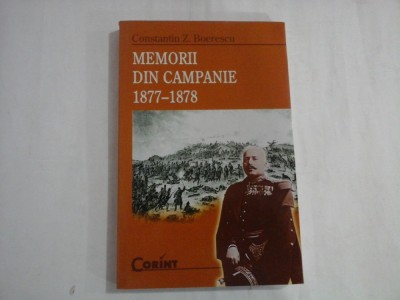 Constantin Z. Boerescu
MEMORII
DIN CAMPANIE
1877–1878
CORINT